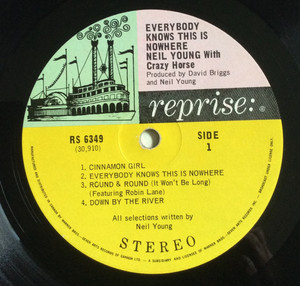 EVERYBODY
KNOWS THIS IS
NOWHERE
NEIL YOUNG With
Crazy Horse
Produced by David Briggs
and Neil Young
reprise:
RS 6349
(30,910)
SIDE
1
1. CINNAMON GIRL
2. EVERYBODY KNOWS THIS IS NOWHERE
3. ROUND & ROUND (It Won't Be Long)
(Featuring Robin Lane)
4. DOWN BY THE RIVER
All selections written by
Neil Young
STEREO